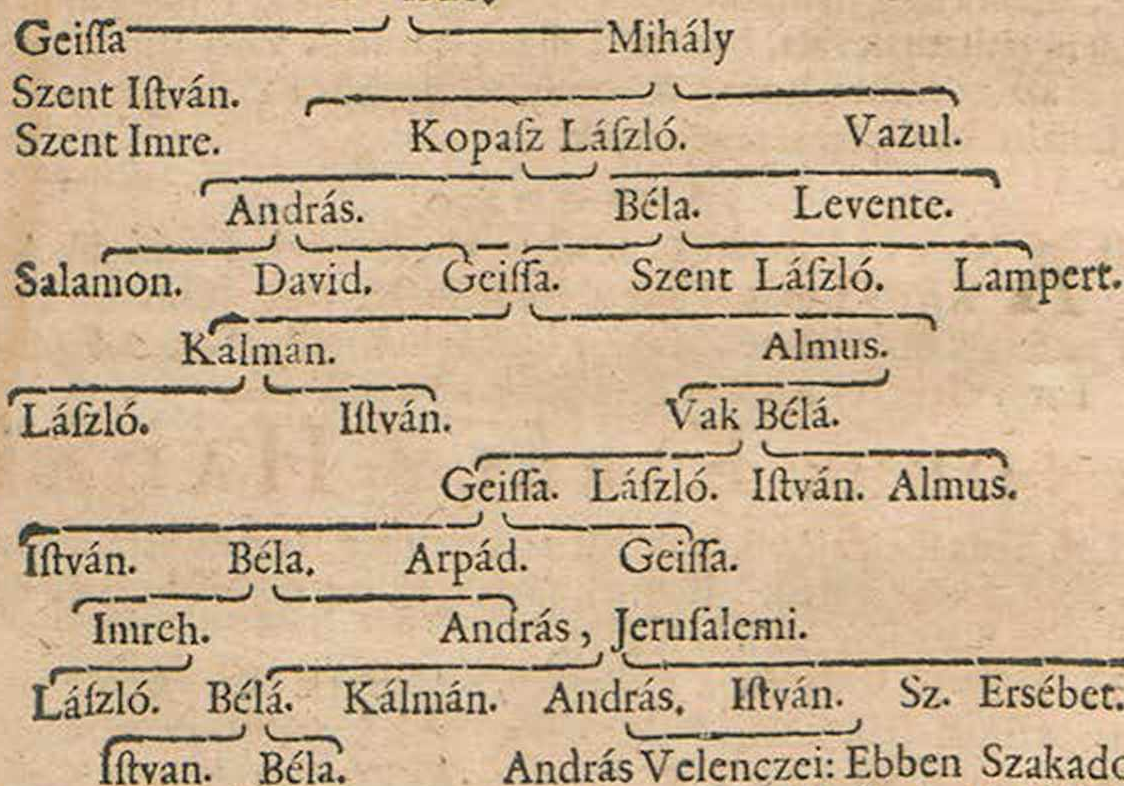 Geiſſa Mihály
Szent Iſtván.
Szent Imre. Kopaſz Láſzló. Vazul.
András. Béla. Levente.
Salamon. David. Geiſſa. Szent Láſzló. Lampert.
Kalman. Almus.
Láſzló. Iſtván. Vak Bélá.
Geiſſa. Láſzló. Iſtván. Almus.
Iſtván. Béla. Arpád. Geiſſa.
Imreh. András, Jeruſalemi.
Láſzló. Bélá. Kálmán. András. Iſtván. Sz. Ersébet.
Iſtvan. Béla. András Velenczei: Ebben